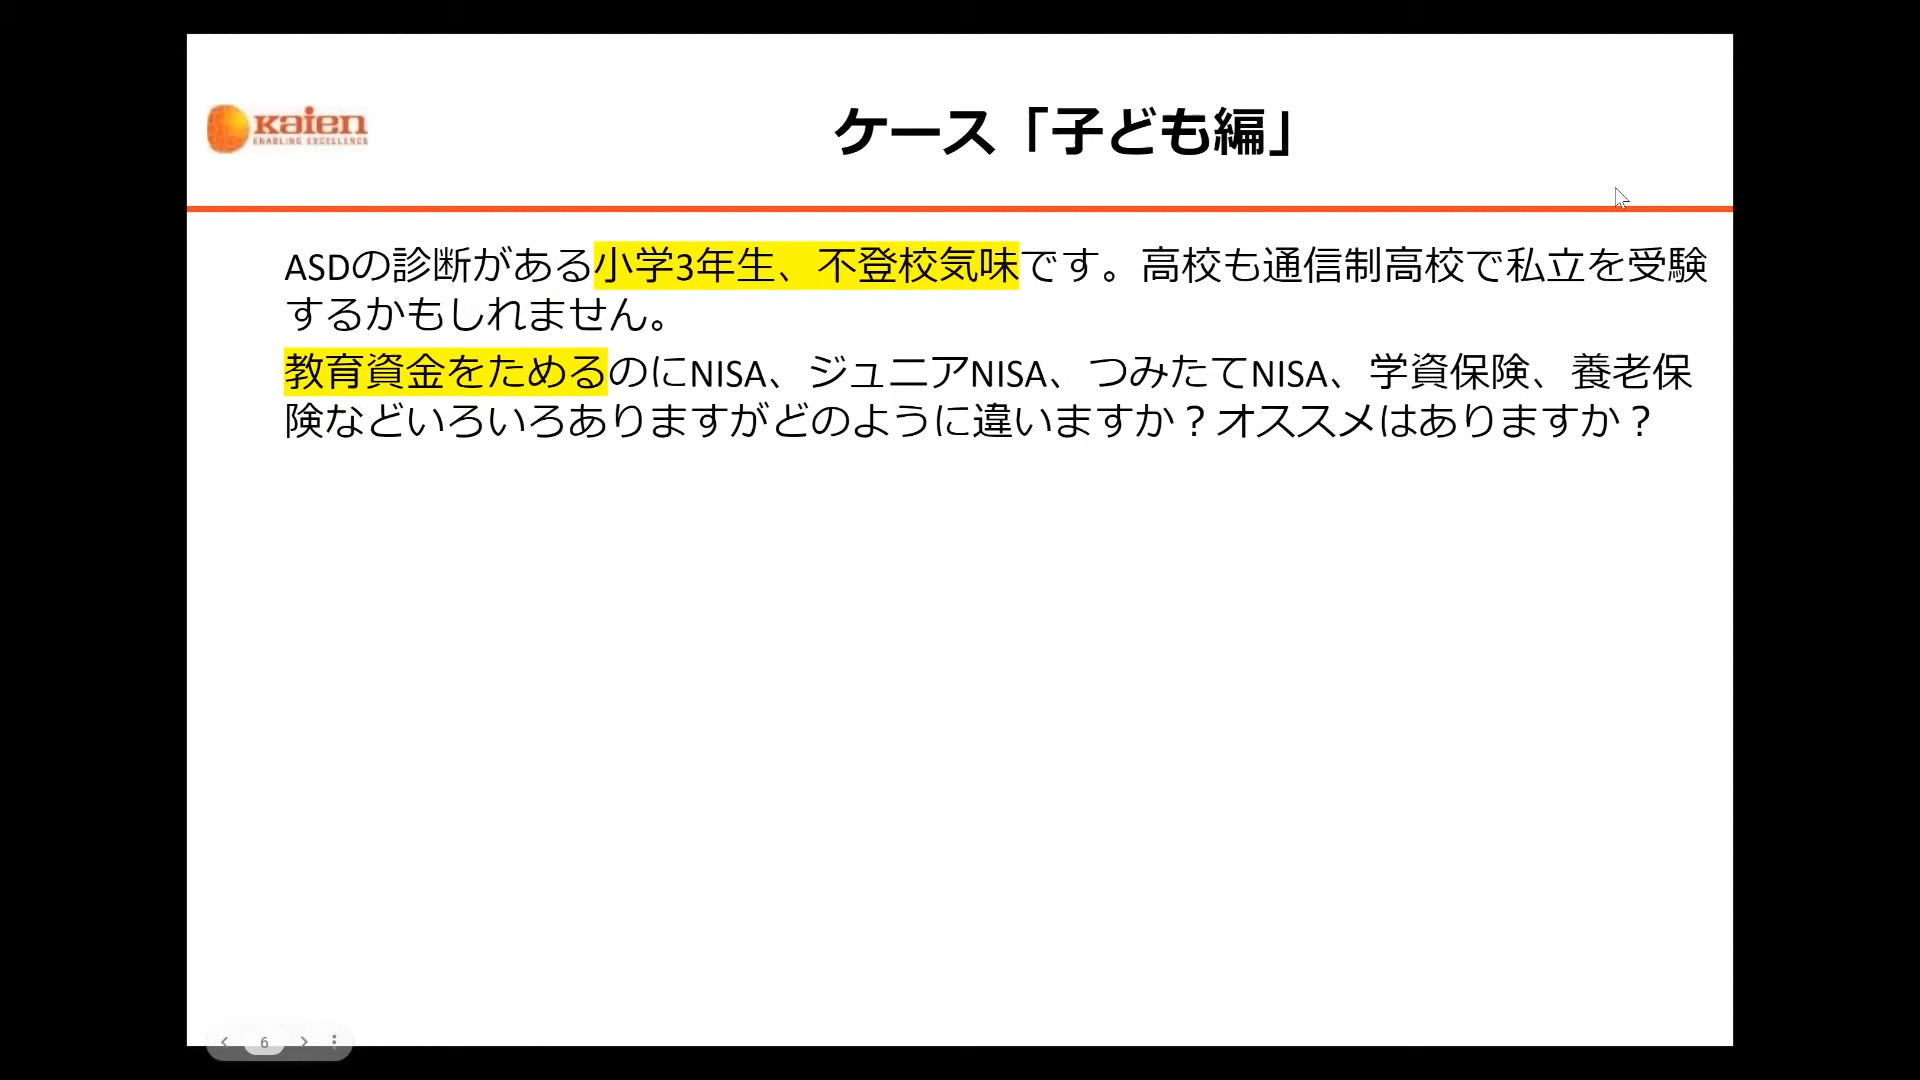 kaien
ENABLING EXCELLENCE
ケース「子ども編」
ASDの診断がある小学3年生、不登校気味です。高校も通信制高校で私立を受験
するかもしれません。
教育資金をためるのにNISA、ジュニアNISA、つみたてNISA、学資保険、養老保
険などいろいろありますがどのように違いますか？オススメはありますか？
6